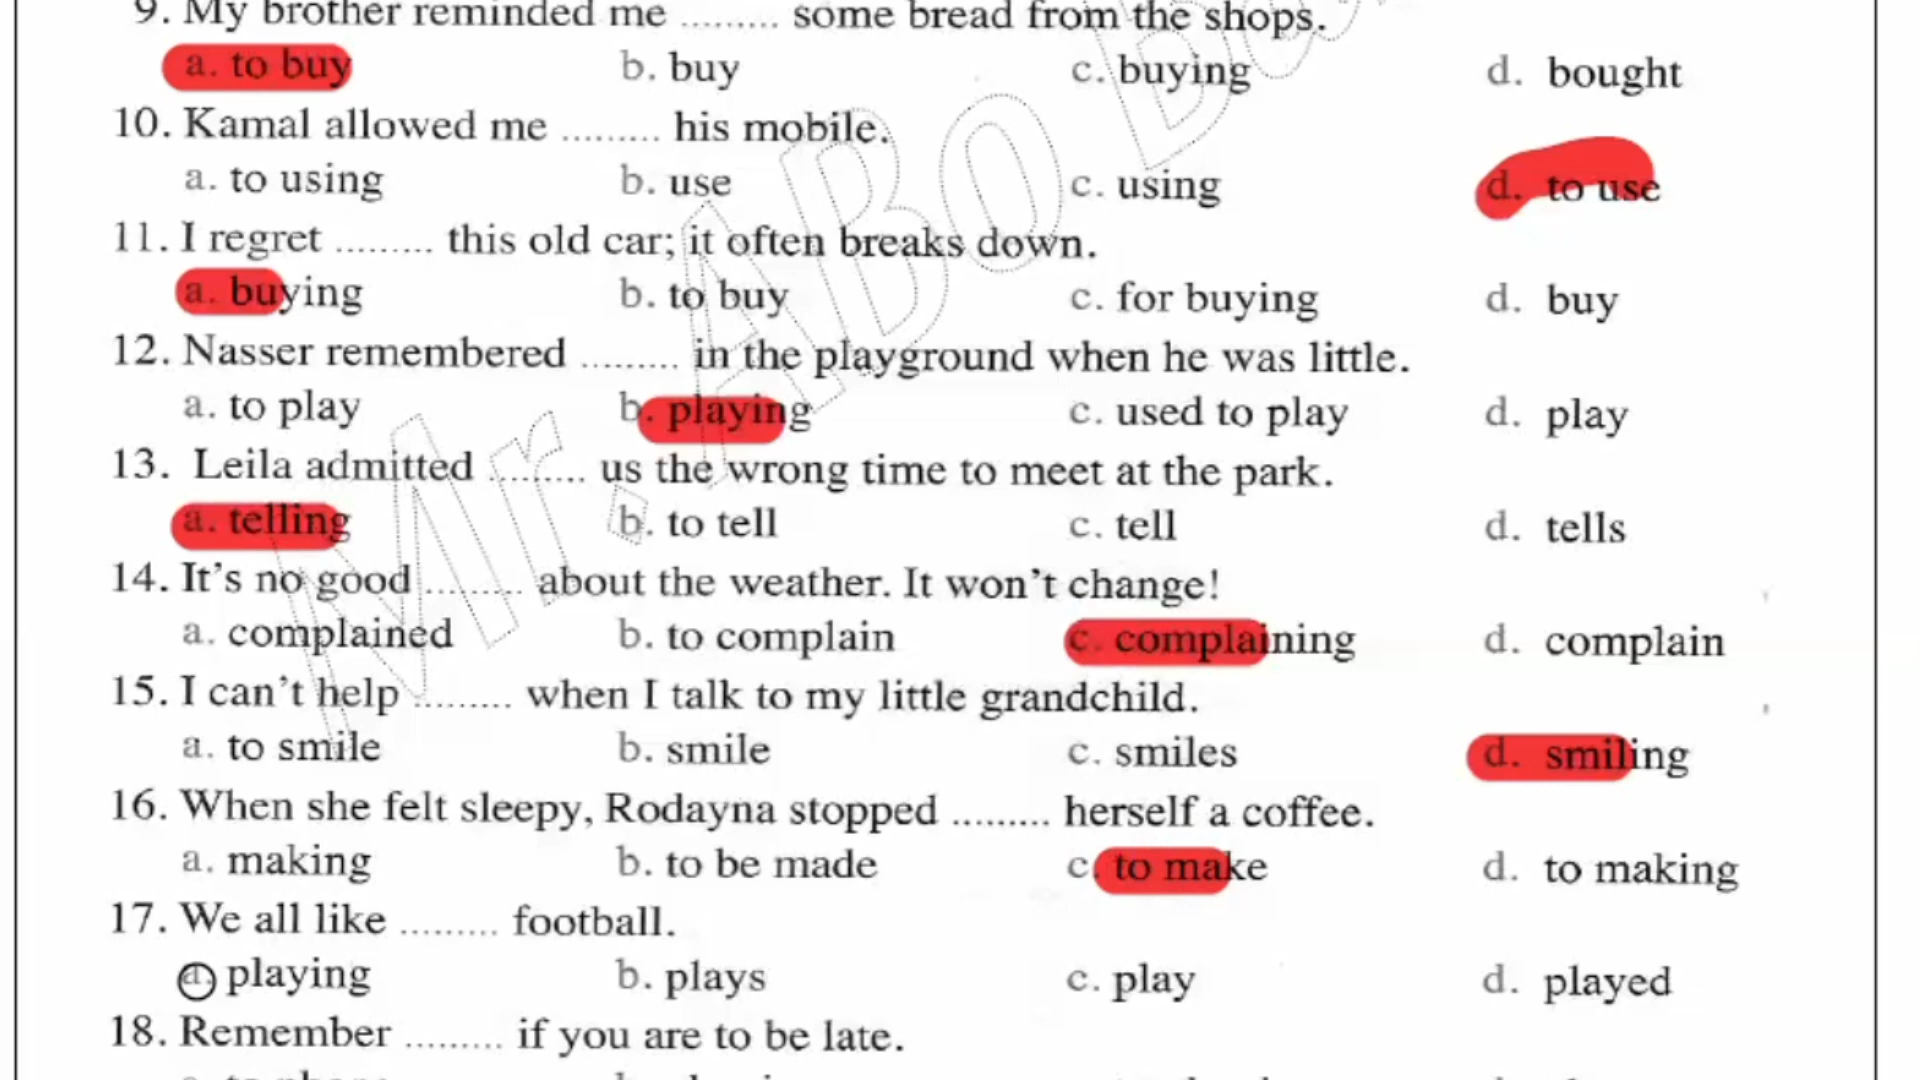 9. My brother reminded me ......... some bread from the shops.
a. to buy b. buy c. buying d. bought
10. Kamal allowed me ......... his mobile.
a. to using b. use c. using d. to use
11. I regret ......... this old car; it often breaks down.
a. buying b. to buy c. for buying d. buy
12. Nasser remembered ......... in the playground when he was little.
a. to play b. playing c. used to play d. play
13. Leila admitted ......... us the wrong time to meet at the park.
a. telling b. to tell c. tell d. tells
14. It's no good ......... about the weather. It won't change!
a. complained b. to complain c. complaining d. complain
15. I can't help ......... when I talk to my little grandchild.
a. to smile b. smile c. smiles d. smiling
16. When she felt sleepy, Rodayna stopped ......... herself a coffee.
a. making b. to be made c. to make d. to making
17. We all like ......... football.
a. playing b. plays c. play d. played
18. Remember ......... if you are to be late.
Mr. ABo